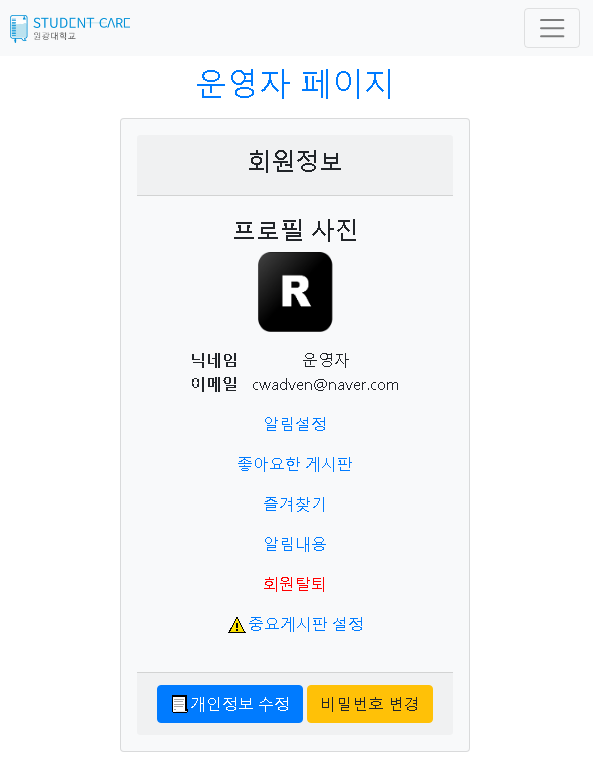 STUDENT-CARE
원광대학교
운영자 페이지
회원정보
프로필 사진
R
닉네임 운영자
이메일 cwadven@naver.com
알림설정
좋아요한 게시판
즐겨찾기
알림내용
회원탈퇴
중요게시판 설정
개인정보 수정 비밀번호 변경